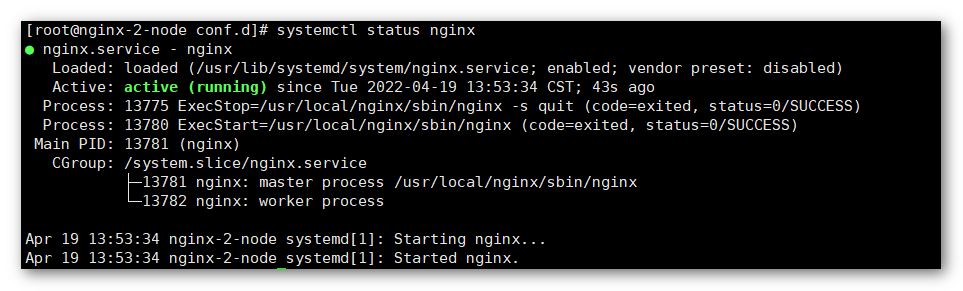 [root@nginx-2-node conf.d]# systemctl status nginx
● nginx.service - nginx
   Loaded: loaded (/usr/lib/systemd/system/nginx.service; enabled; vendor preset: disabled)
   Active: active (running) since Tue 2022-04-19 13:53:34 CST; 43s ago
  Process: 13775 ExecStop=/usr/local/nginx/sbin/nginx -s quit (code=exited, status=0/SUCCESS)
  Process: 13780 ExecStart=/usr/local/nginx/sbin/nginx (code=exited, status=0/SUCCESS)
 Main PID: 13781 (nginx)
   CGroup: /system.slice/nginx.service
           ├─13781 nginx: master process /usr/local/nginx/sbin/nginx
           └─13782 nginx: worker process
Apr 19 13:53:34 nginx-2-node systemd[1]: Starting nginx...
Apr 19 13:53:34 nginx-2-node systemd[1]: Started nginx.